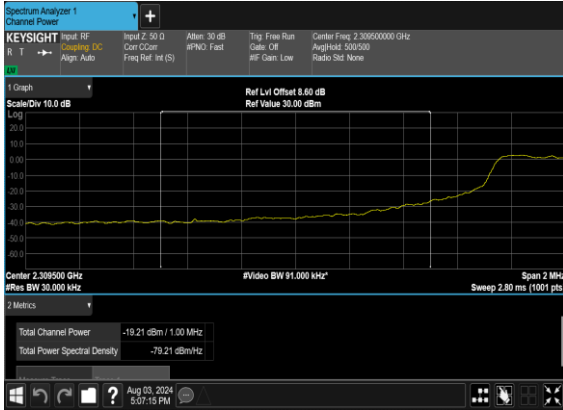 Spectrum Analyzer 1
Channel Power
+
KEYSIGHT Input: RF Input Z: 50 Ω Atten: 30 dB Trig: Free Run Center Freq: 2.309500000 GHz
R T Coupling: DC Corr CCorr #PNO: Fast Gate: Off Avg|Hold: 500/500
Align: Auto Freq Ref: Int (S) #IF Gain: Low Radio Std: None
1 Graph
Ref Lvl Offset 8.60 dB
Scale/Div 10.0 dB Ref Value 30.00 dBm
Log
20.0
10.0
0.00
-10.0
-20.0
-30.0
-40.0
-50.0
-60.0
Center 2.309500 GHz #Video BW 91.000 kHz* Span 2 MHz
#Res BW 30.000 kHz Sweep 2.80 ms (1001 pts
2 Metrics
Total Channel Power -19.21 dBm / 1.00 MHz
Total Power Spectral Density -79.21 dBm/Hz
?
Aug 03, 2024
5:07:15 PM